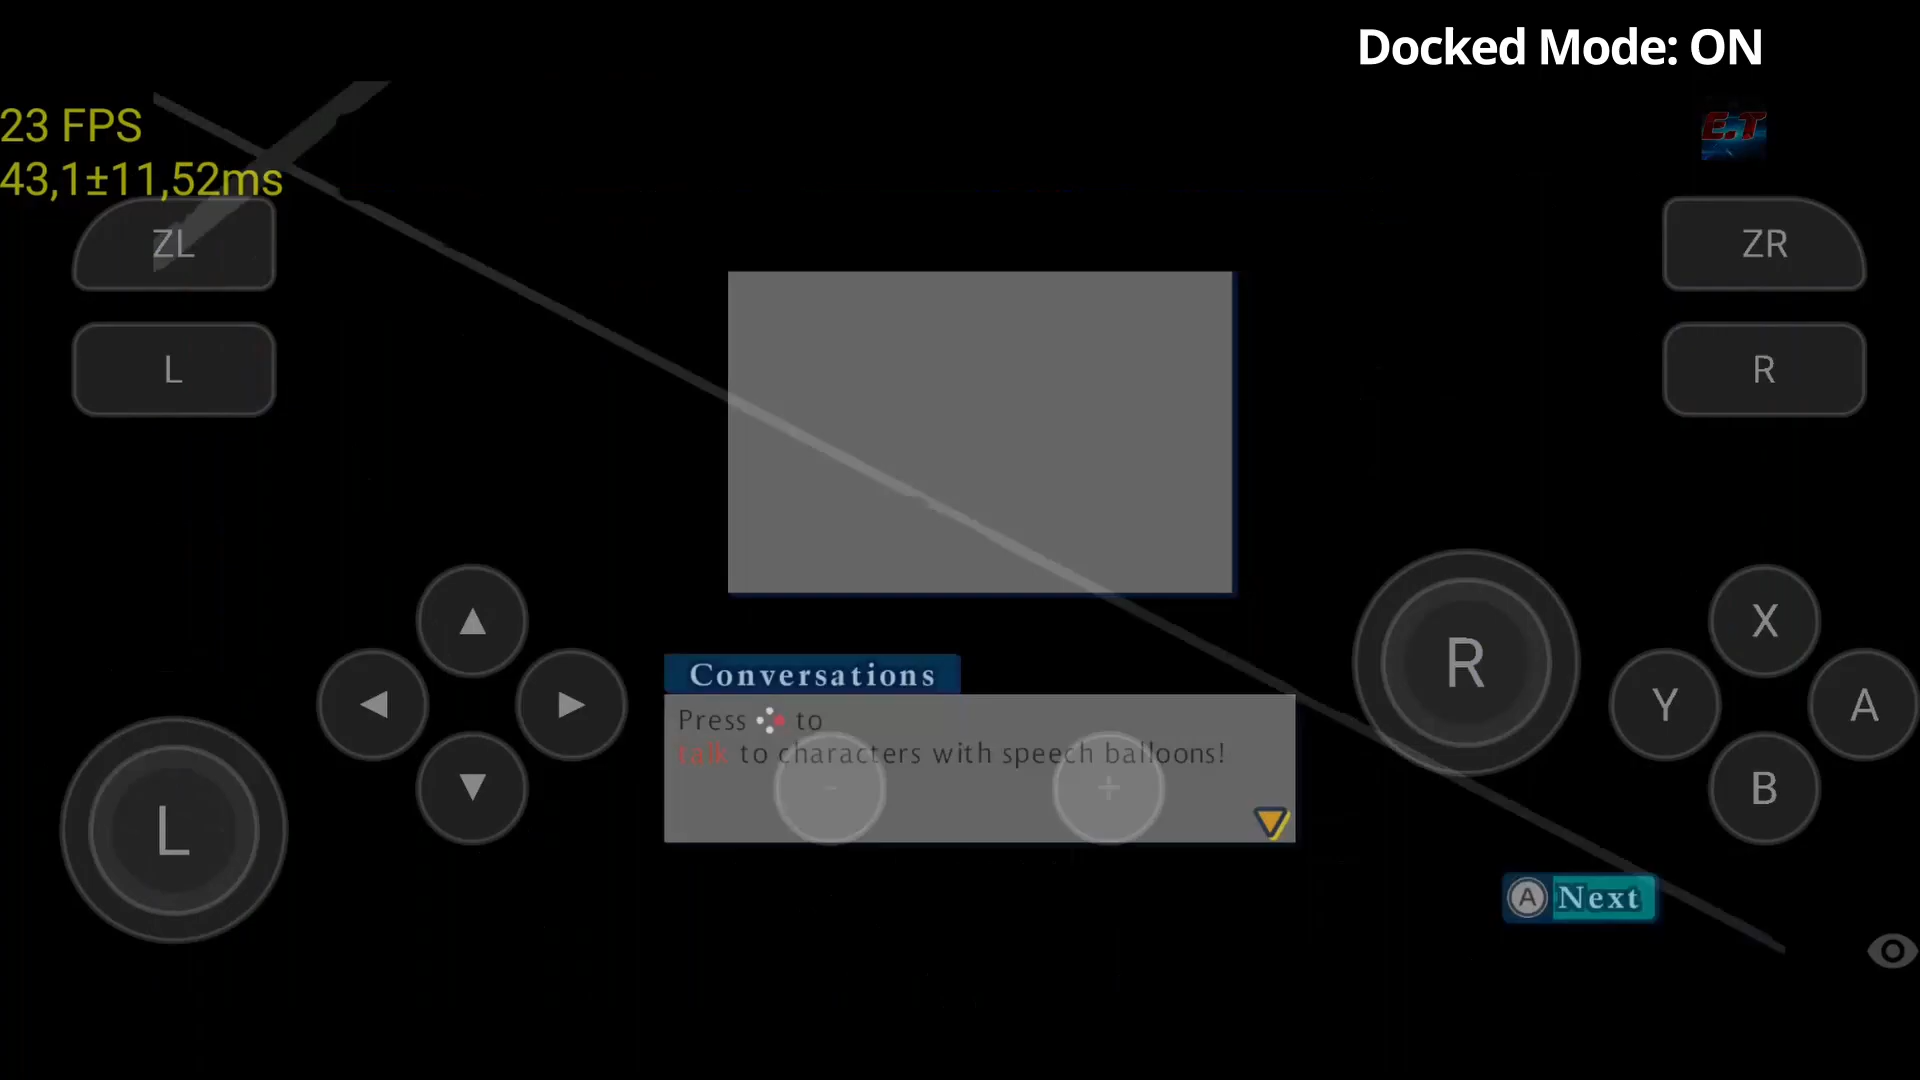 Docked Mode: ON
23 FPS
43,1±11,52ms
E.T
ZL
ZR
L
R
Conversations
Press to
talk to characters with speech balloons!
- +
L
R
X
Y
A
B
A Next